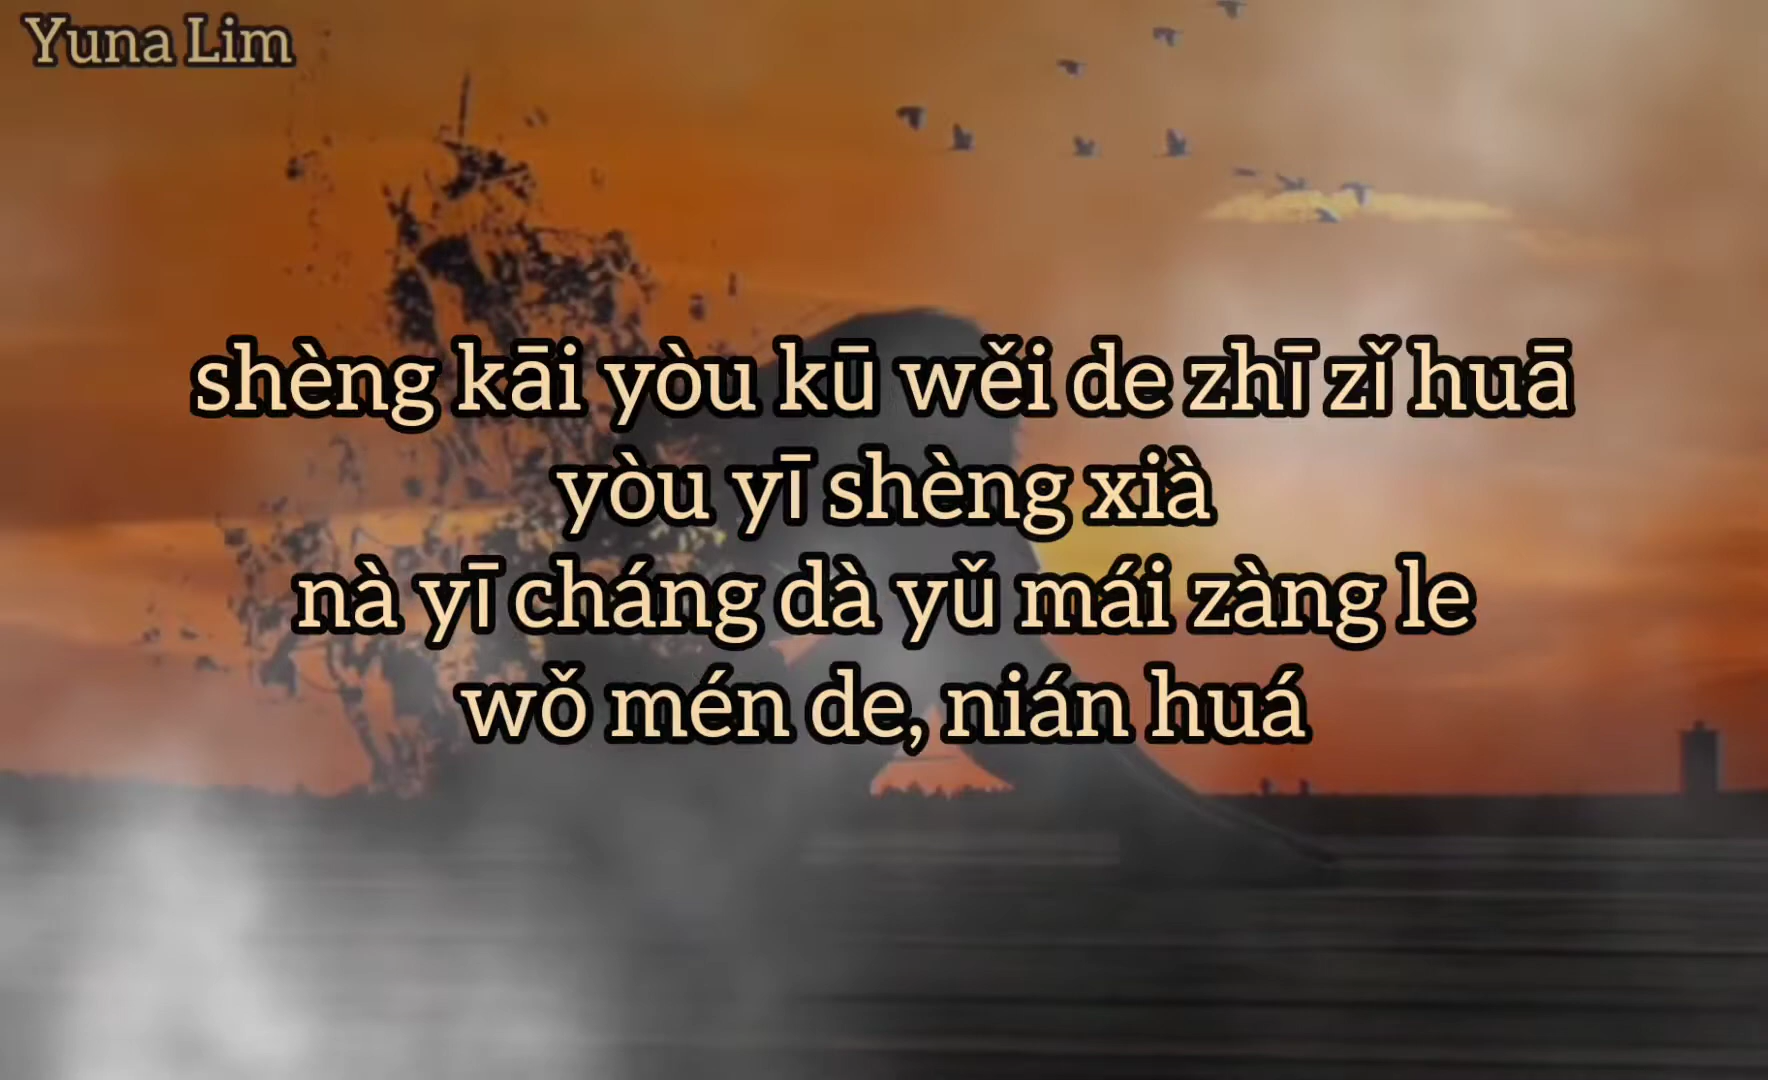 Yuna Lim
shèng kāi yòu kū wěi de zhī zǐ huā
yòu yī shèng xià
nà yī cháng dà yǔ mái zàng le
wǒ mén de, nián huá